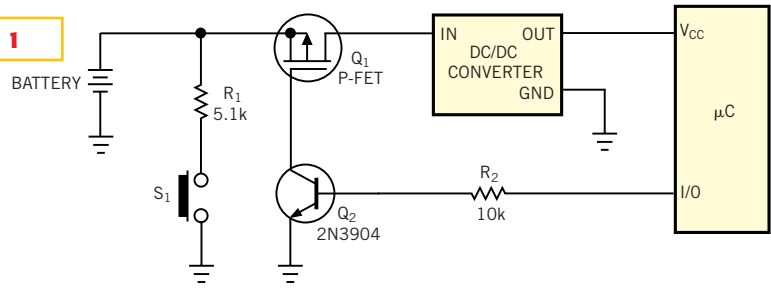 1
BATTERY
R1
5.1k
S1
Q1
P-FET
Q2
2N3904
IN
OUT
DC/DC
CONVERTER
GND
R2
10k
VCC
µC
I/O